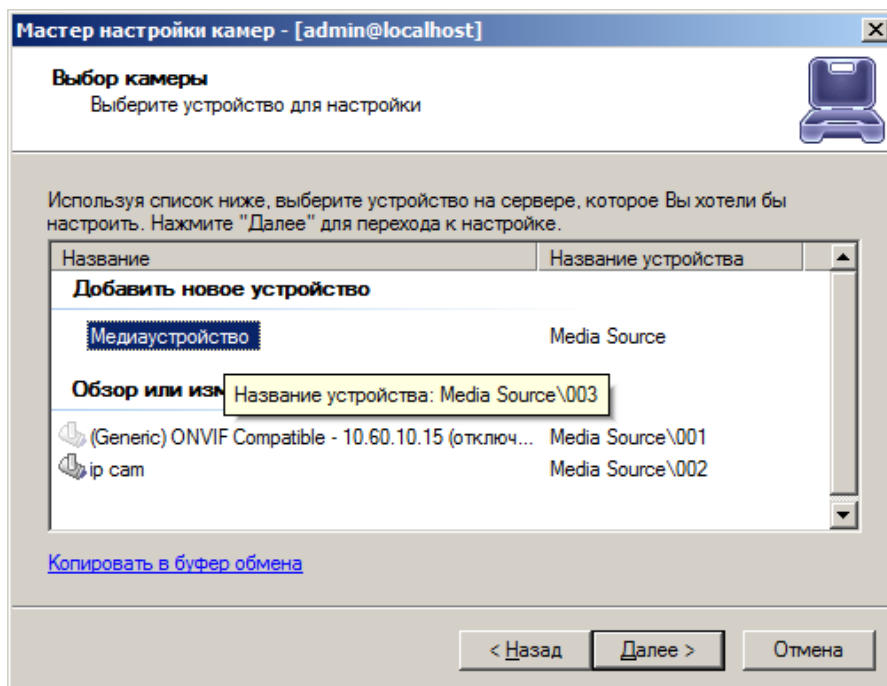 Мастер настройки камер - [admin@localhost]
Выбор камеры
Выберите устройство для настройки
Используя список ниже, выберите устройство на сервере, которое Вы хотели бы
настроить. Нажмите "Далее" для перехода к настройке.
Название Название устройства
Добавить новое устройство
Медиаустройство Media Source
Обзор или изм
Название устройства: Media Source\003
(Generic) ONVIF Compatible - 10.60.10.15 (отключ... Media Source\001
ip cam Media Source\002
Копировать в буфер обмена
< Назад Далее > Отмена